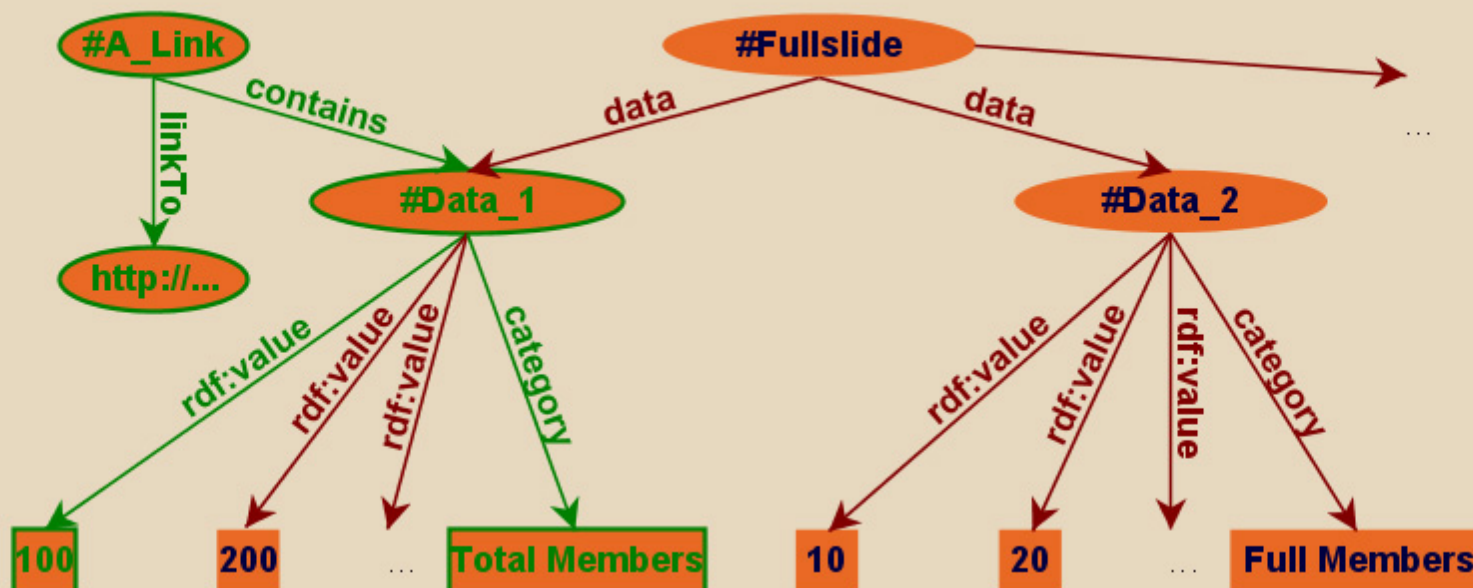 #A_Link
#Fullslide
contains
data
data
linkTo
...
#Data_1
#Data_2
http://...
rdf:value
rdf:value
rdf:value
category
rdf:value
rdf:value
rdf:value
category
100
200
...
Total Members
10
20
...
Full Members